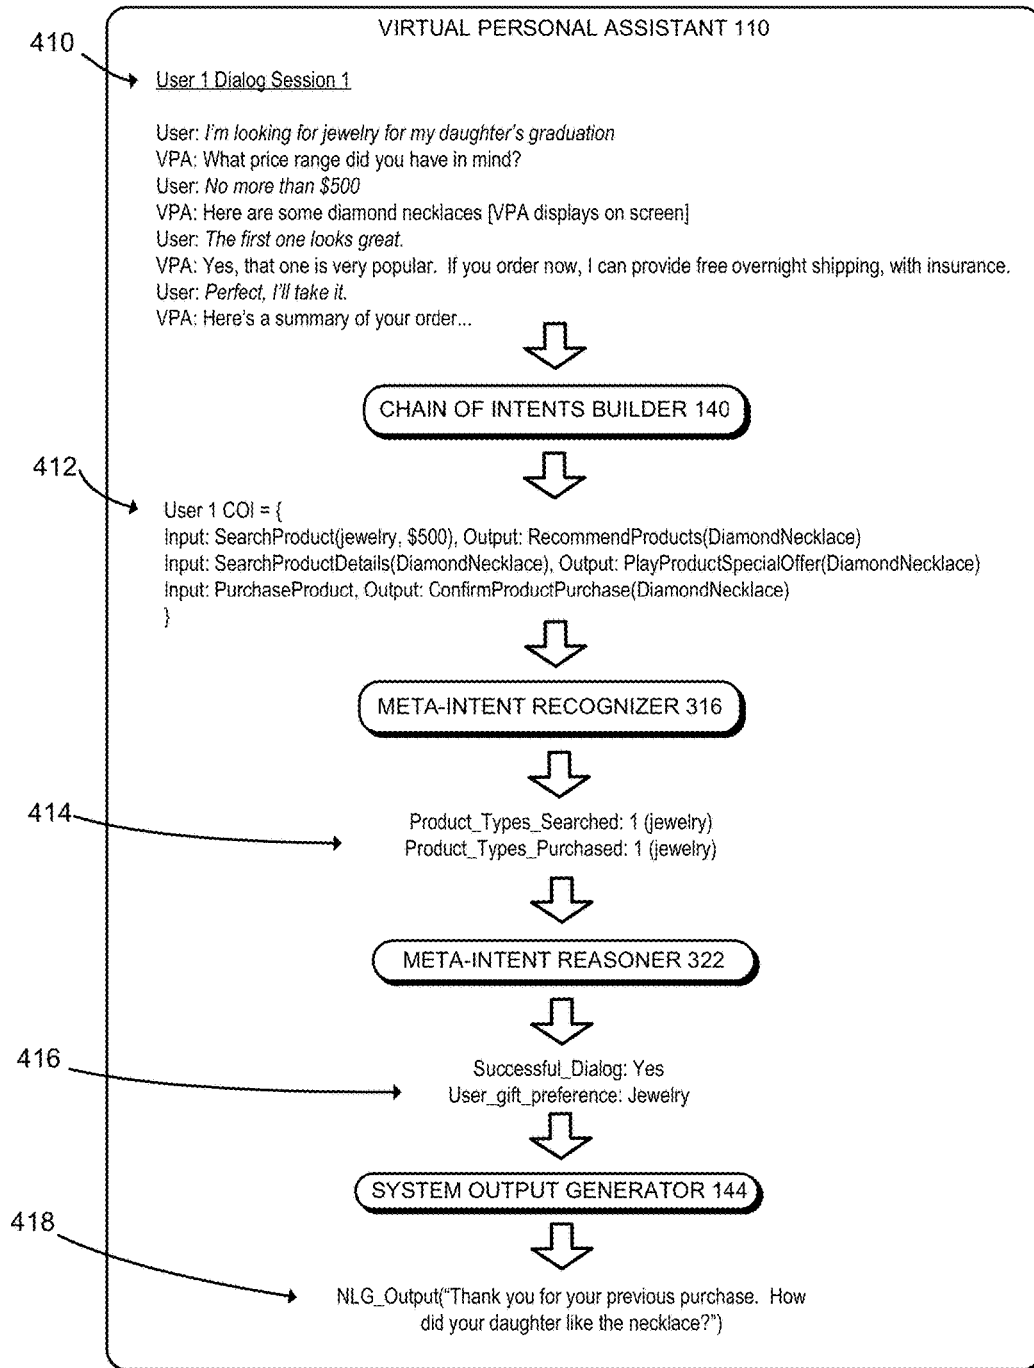 VIRTUAL PERSONAL ASSISTANT 110
410
User 1 Dialog Session 1
User: I'm looking for jewelry for my daughter's graduation
VPA: What price range did you have in mind?
User: No more than $500
VPA: Here are some diamond necklaces [VPA displays on screen]
User: The first one looks great.
VPA: Yes, that one is very popular. If you order now, I can provide free overnight shipping, with insurance.
User: Perfect, I'll take it.
VPA: Here's a summary of your order...
CHAIN OF INTENTS BUILDER 140
412
User 1 COI = {
Input: SearchProduct(jewelry, $500), Output: RecommendProducts(DiamondNecklace)
Input: SearchProductDetails(DiamondNecklace), Output: PlayProductSpecialOffer(DiamondNecklace)
Input: PurchaseProduct, Output: ConfirmProductPurchase(DiamondNecklace)
}
META-INTENT RECOGNIZER 316
414
Product_Types_Searched: 1 (jewelry)
Product_Types_Purchased: 1 (jewelry)
META-INTENT REASONER 322
416
Successful_Dialog: Yes
User_gift_preference: Jewelry
SYSTEM OUTPUT GENERATOR 144
418
NLG_Output("Thank you for your previous purchase. How
did your daughter like the necklace?")